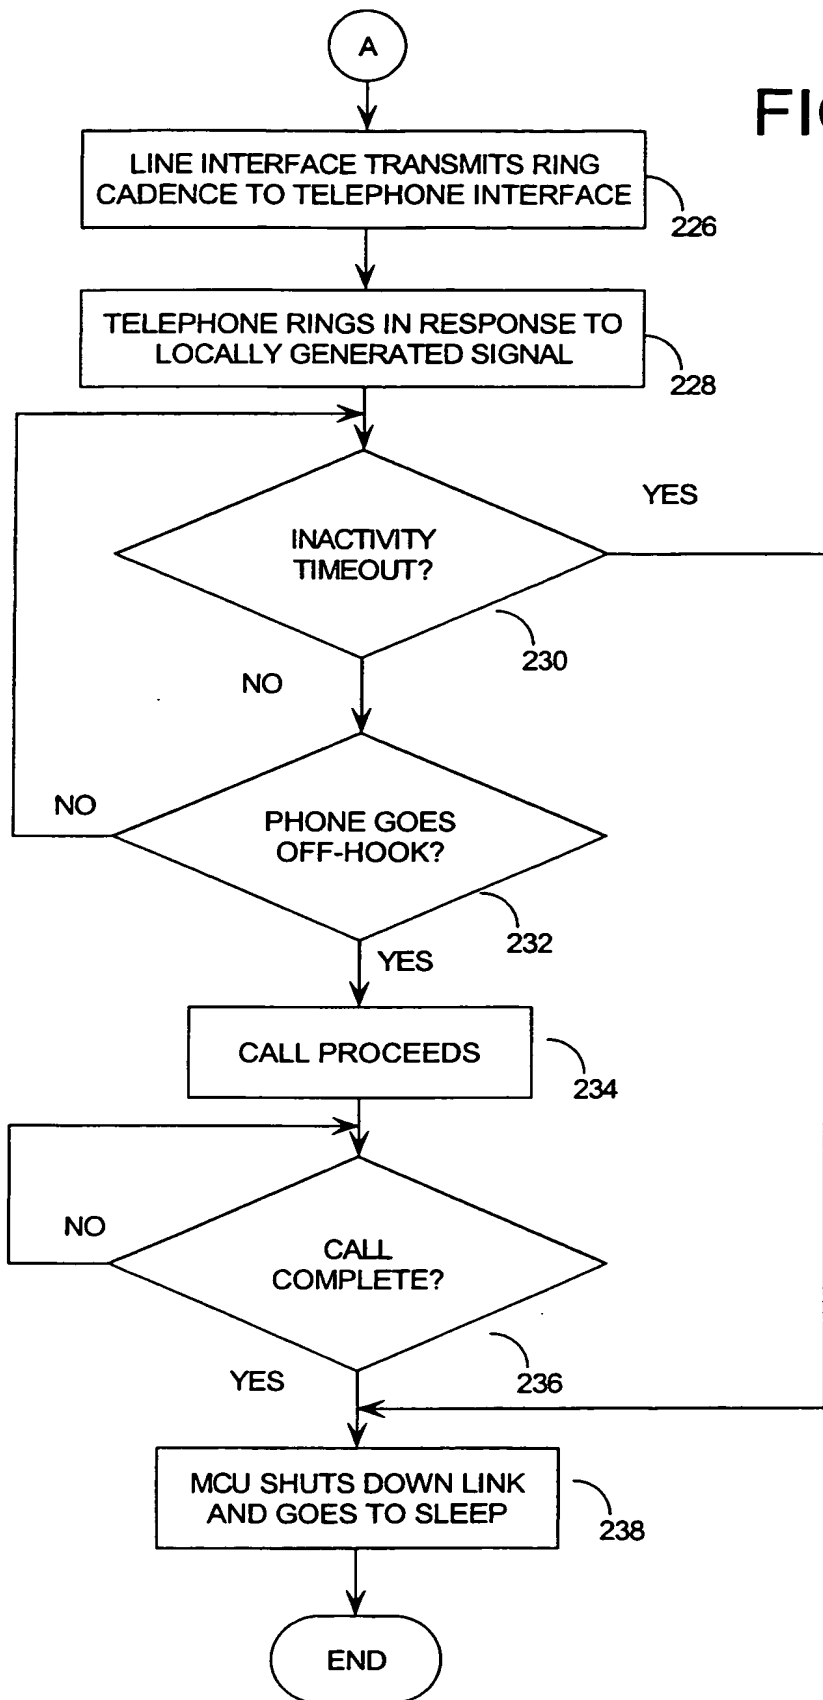 A
FIG
LINE INTERFACE TRANSMITS RING
CADENCE TO TELEPHONE INTERFACE
226
TELEPHONE RINGS IN RESPONSE TO
LOCALLY GENERATED SIGNAL
228
YES
INACTIVITY
TIMEOUT?
230
NO
NO
PHONE GOES
OFF-HOOK?
232
YES
CALL PROCEEDS
234
NO
CALL
COMPLETE?
236
YES
MCU SHUTS DOWN LINK
AND GOES TO SLEEP
238
END